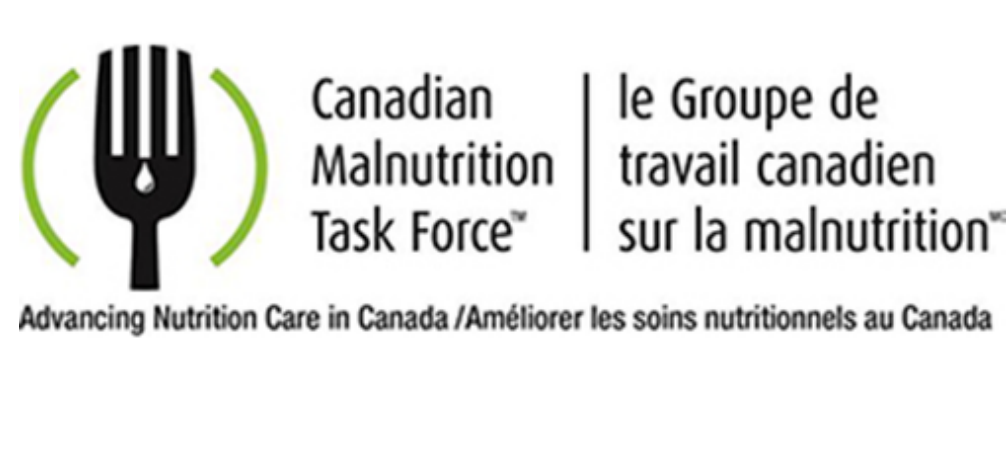 Canadian
Malnutrition
Task Force™
le Groupe de
travail canadien
sur la malnutrition
Advancing Nutrition Care in Canada /Améliorer les soins nutritionnels au Canada